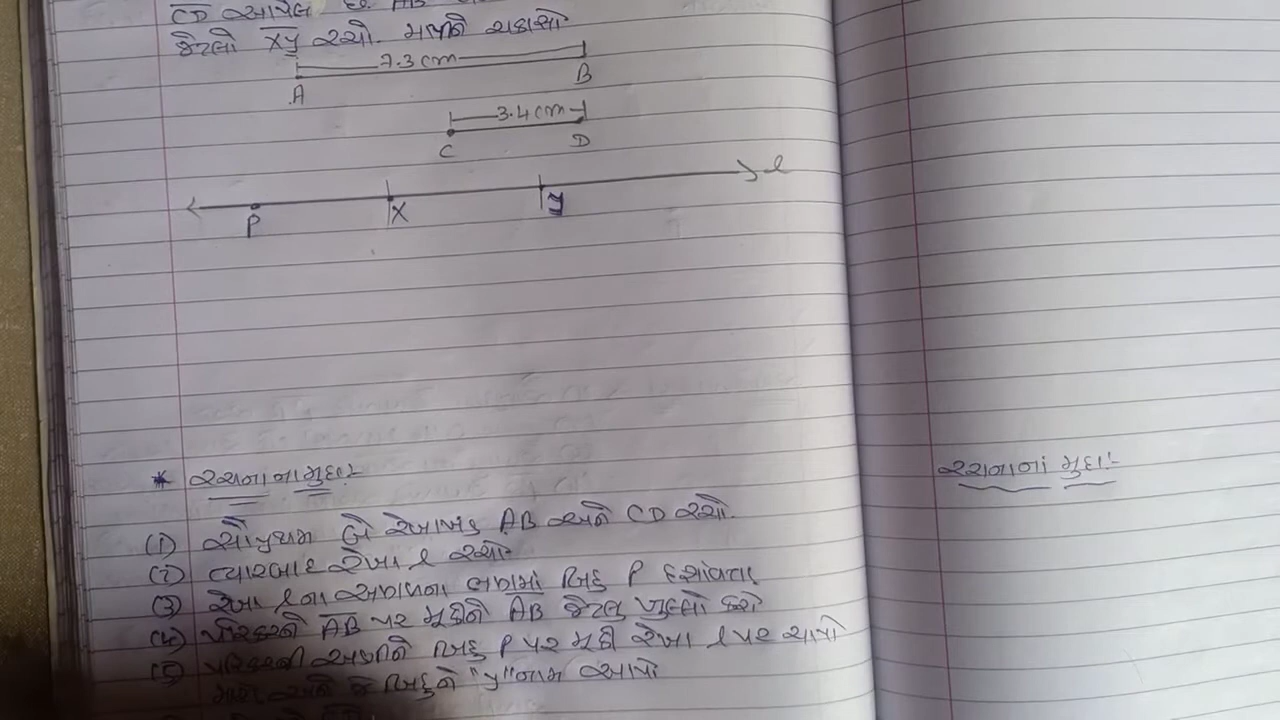 CD આપેલ છે. AB
જેટલો XY રચો. માપીને ચકાસો
7.3 cm
A
B
3.4 cm
C
D
l
P
X
y
* રચનાના મુદ્દા:-
રચનાનાં મુદ્દા:-
(1) સૌપ્રથમ બે રેખાખંડ AB અને CD રચો.
(2) ત્યારબાદ રેખા l રચો
(3) રેખા l ના ભાગમાં બિંદુ P દર્શાવતા
(4) પરિકરને AB પર મૂકીને AB જેટલુ ખુલ્લો કરો
(5) પરિકરની અણીને બિંદુ P પર મૂકી રેખા l પર ચાપો
અને જે બિંદુને "y" નામ આપો